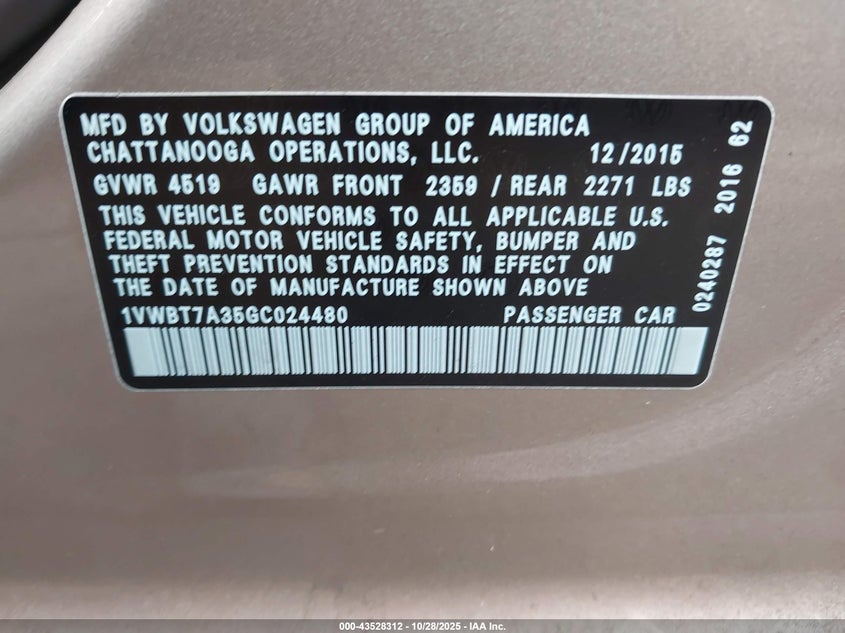 MFD BY VOLKSWAGEN GROUP OF AMERICA
CHATTANOOGA OPERATIONS, LLC. 12/2015
GVWR 4519 GAWR FRONT 2359 / REAR 2271 LBS
THIS VEHICLE CONFORMS TO ALL APPLICABLE U.S.
FEDERAL MOTOR VEHICLE SAFETY, BUMPER AND
THEFT PREVENTION STANDARDS IN EFFECT ON
THE DATE OF MANUFACTURE SHOWN ABOVE
1VWBT7A35GC024480 PASSENGER CAR
0240287 2016 62
000-43528312 | 10/28/2025 | IAA Inc.